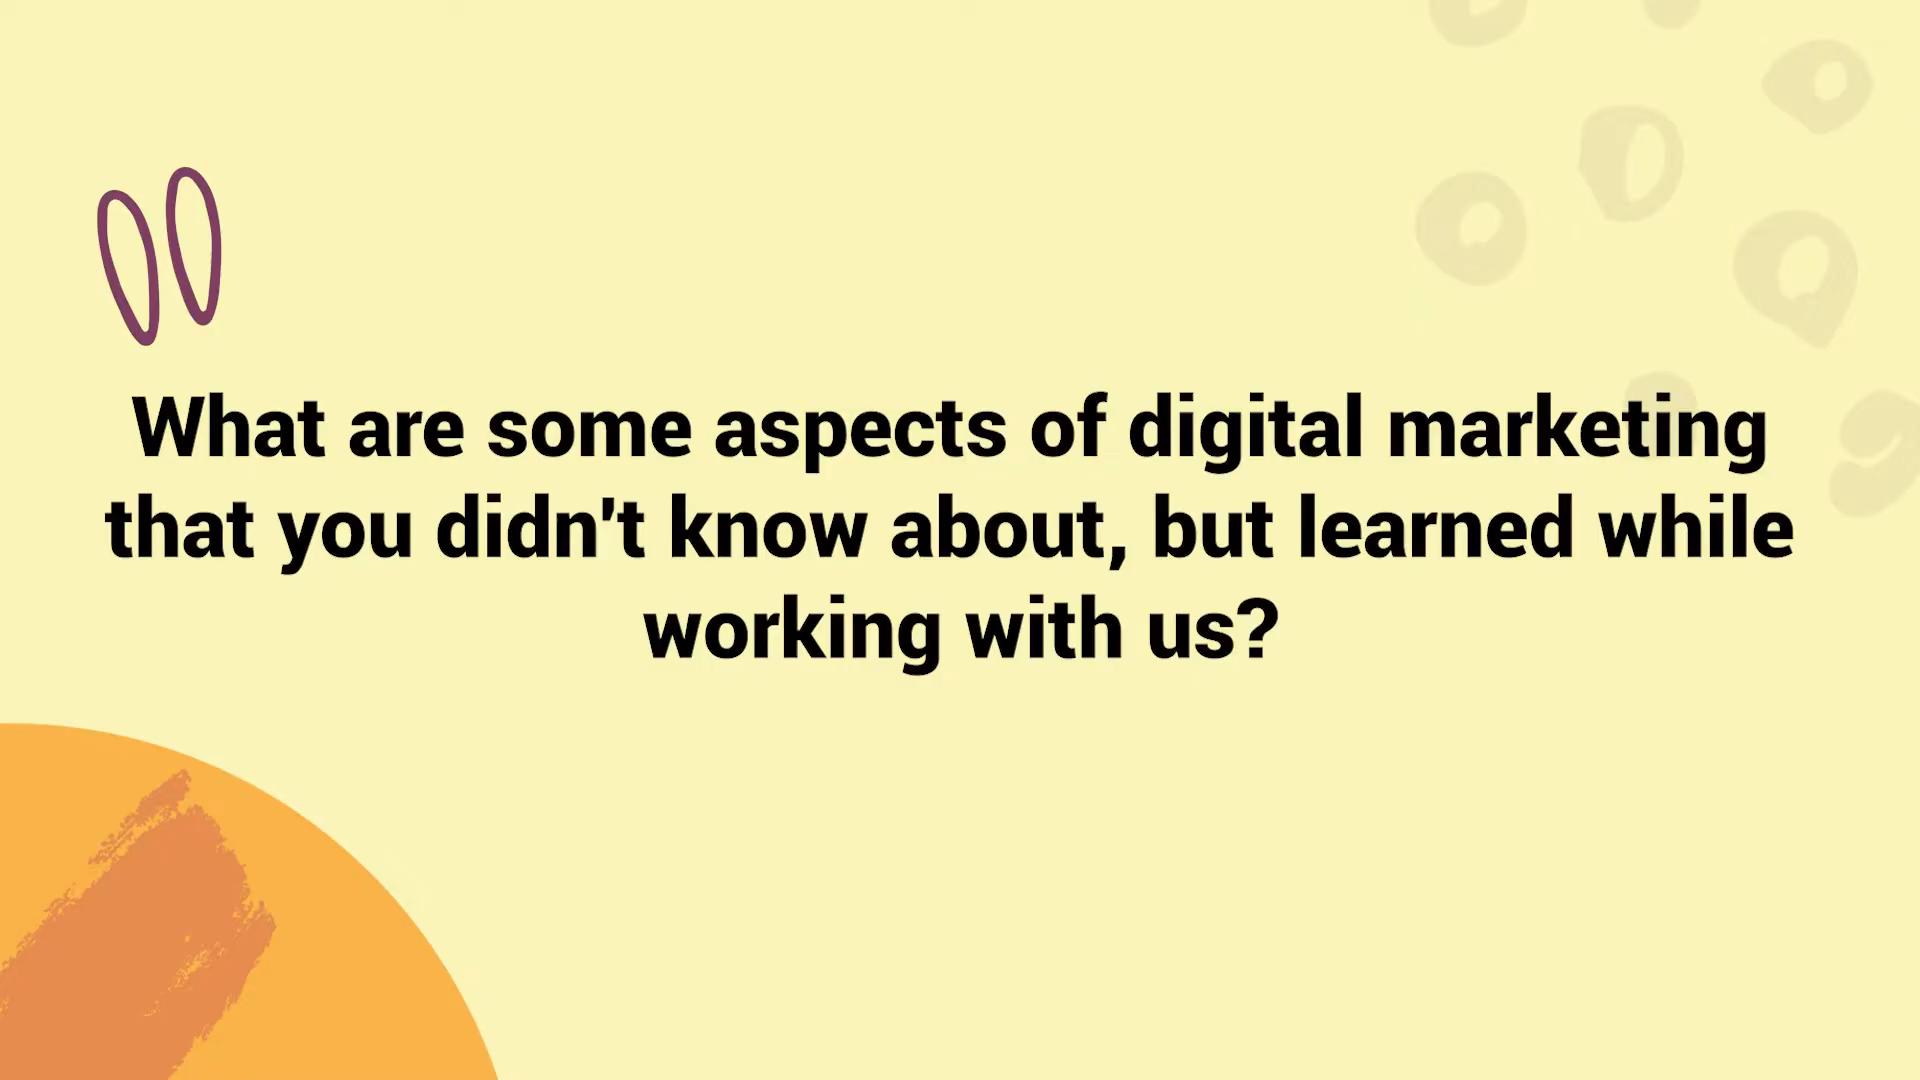 What are some aspects of digital marketing
that you didn't know about, but learned while
working with us?